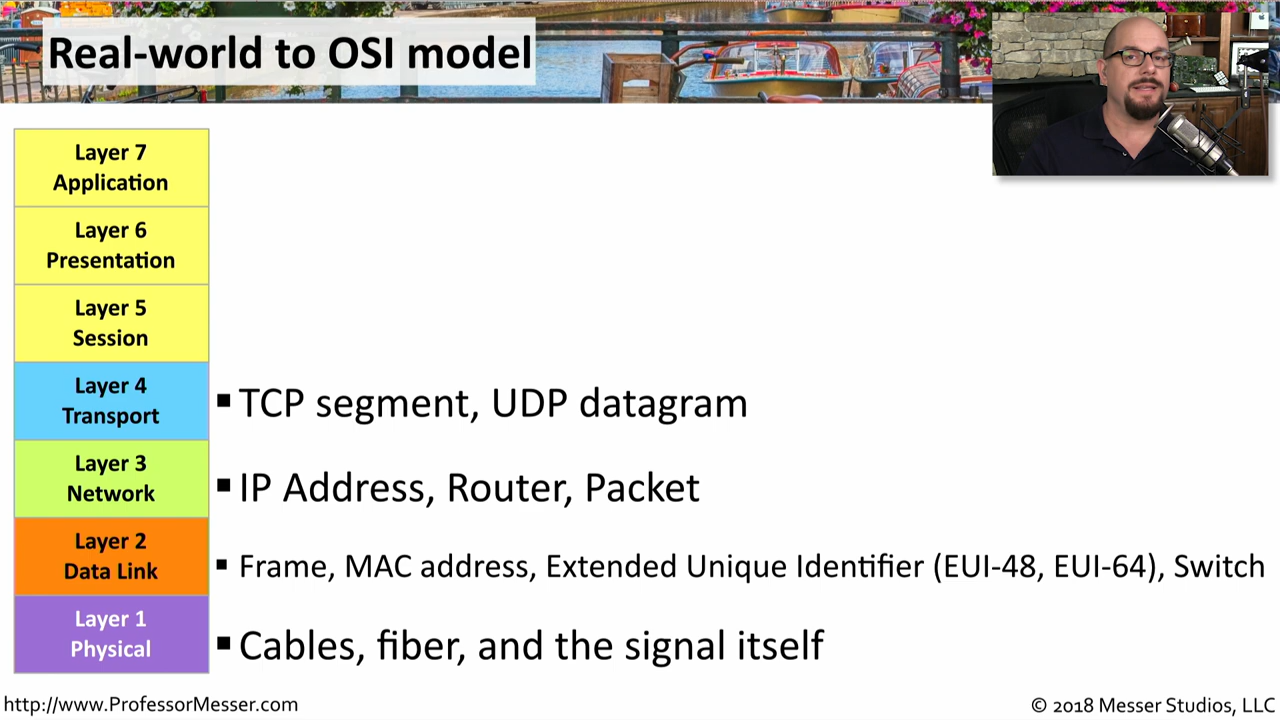 Real-world to OSI model
Layer 7
Application
Layer 6
Presentation
Layer 5
Session
Layer 4
Transport
▪ TCP segment, UDP datagram
Layer 3
Network
▪ IP Address, Router, Packet
Layer 2
Data Link
▪ Frame, MAC address, Extended Unique Identifier (EUI-48, EUI-64), Switch
Layer 1
Physical
▪ Cables, fiber, and the signal itself
http://www.ProfessorMesser.com
© 2018 Messer Studios, LLC